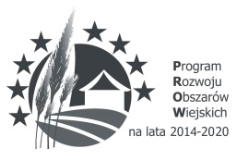 Program
Rozwoju
Obszarów
Wiejskich
na lata 2014-2020